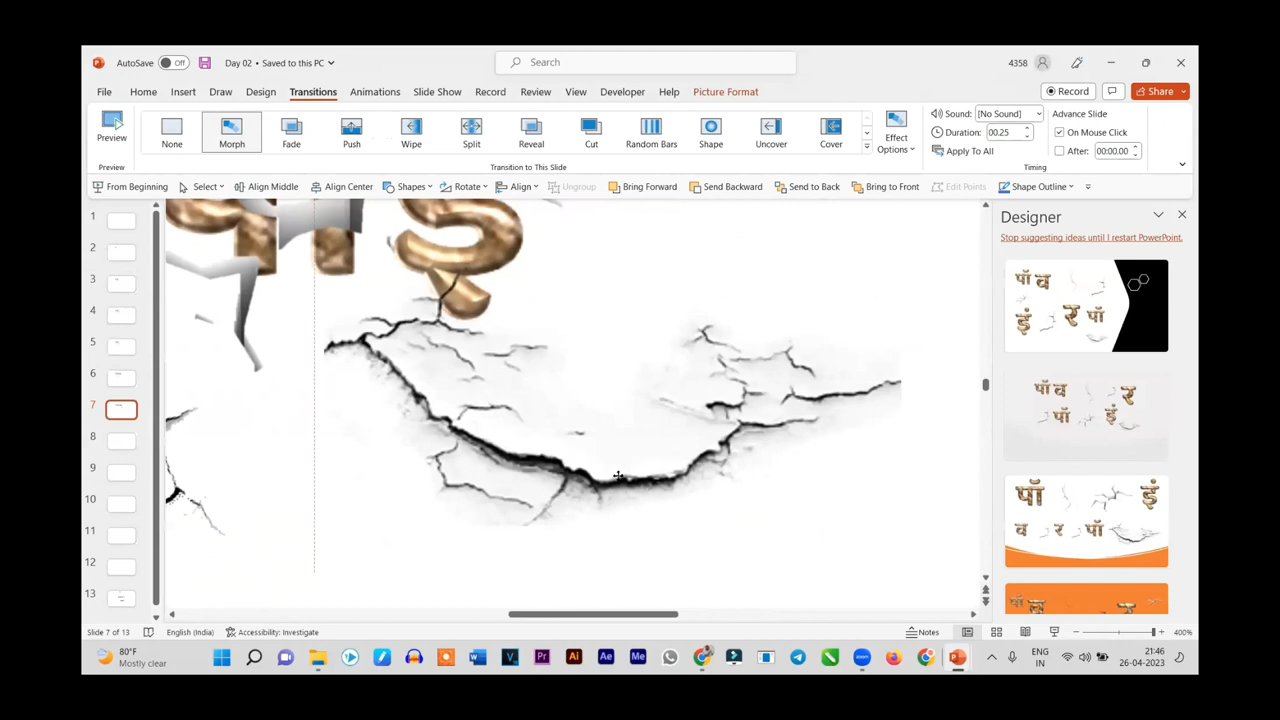 AutoSave Off Day 02 • Saved to this PC Search 4358
File Home Insert Draw Design Transitions Animations Slide Show Record Review View Developer Help Picture Format Record Share
Preview None Morph Fade Push Wipe Split Reveal Cut Random Bars Shape Uncover Cover Effect Options
Sound: [No Sound] Advance Slide
Duration: 00.25 On Mouse Click
Apply To All After: 00:00.00
Preview Transition to This Slide Timing
From Beginning Select Align Middle Align Center Shapes Rotate Align Ungroup Bring Forward Send Backward Send to Back Bring to Front Edit Points Shape Outline
Designer
Stop suggesting ideas until I restart PowerPoint.
1
2
3
4
5
6
7
8
9
10
11
12
13
पॉ व
इं र पॉ
पॉ व र
पॉ इं
पॉ इं
व र पॉ
Slide 7 of 13 English (India) Accessibility: Investigate Notes 400%
80°F
Mostly clear
ENG
IN
21:46
26-04-2023